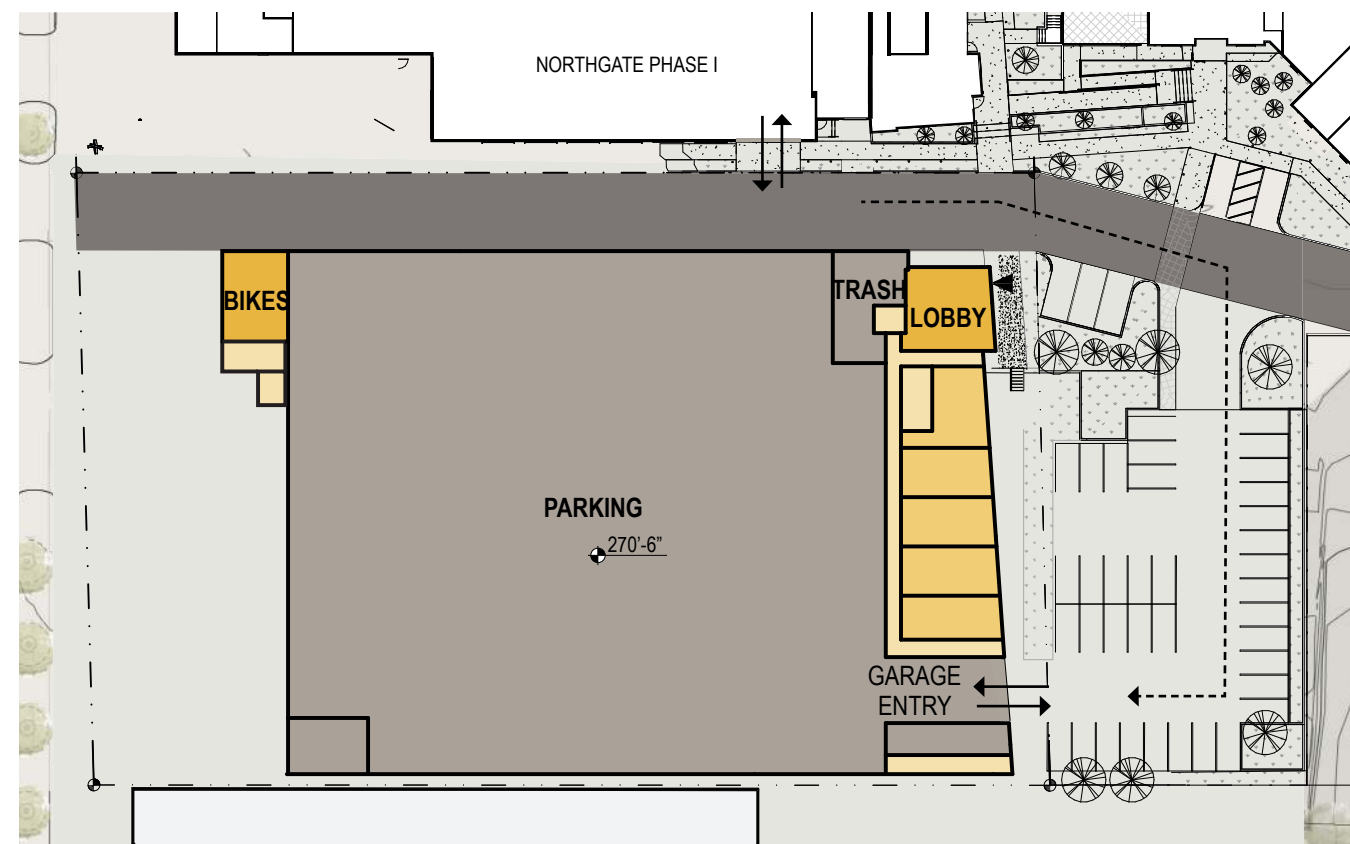 NORTHGATE PHASE I
BIKES
TRASH
LOBBY
PARKING
270’-6”
GARAGE
ENTRY